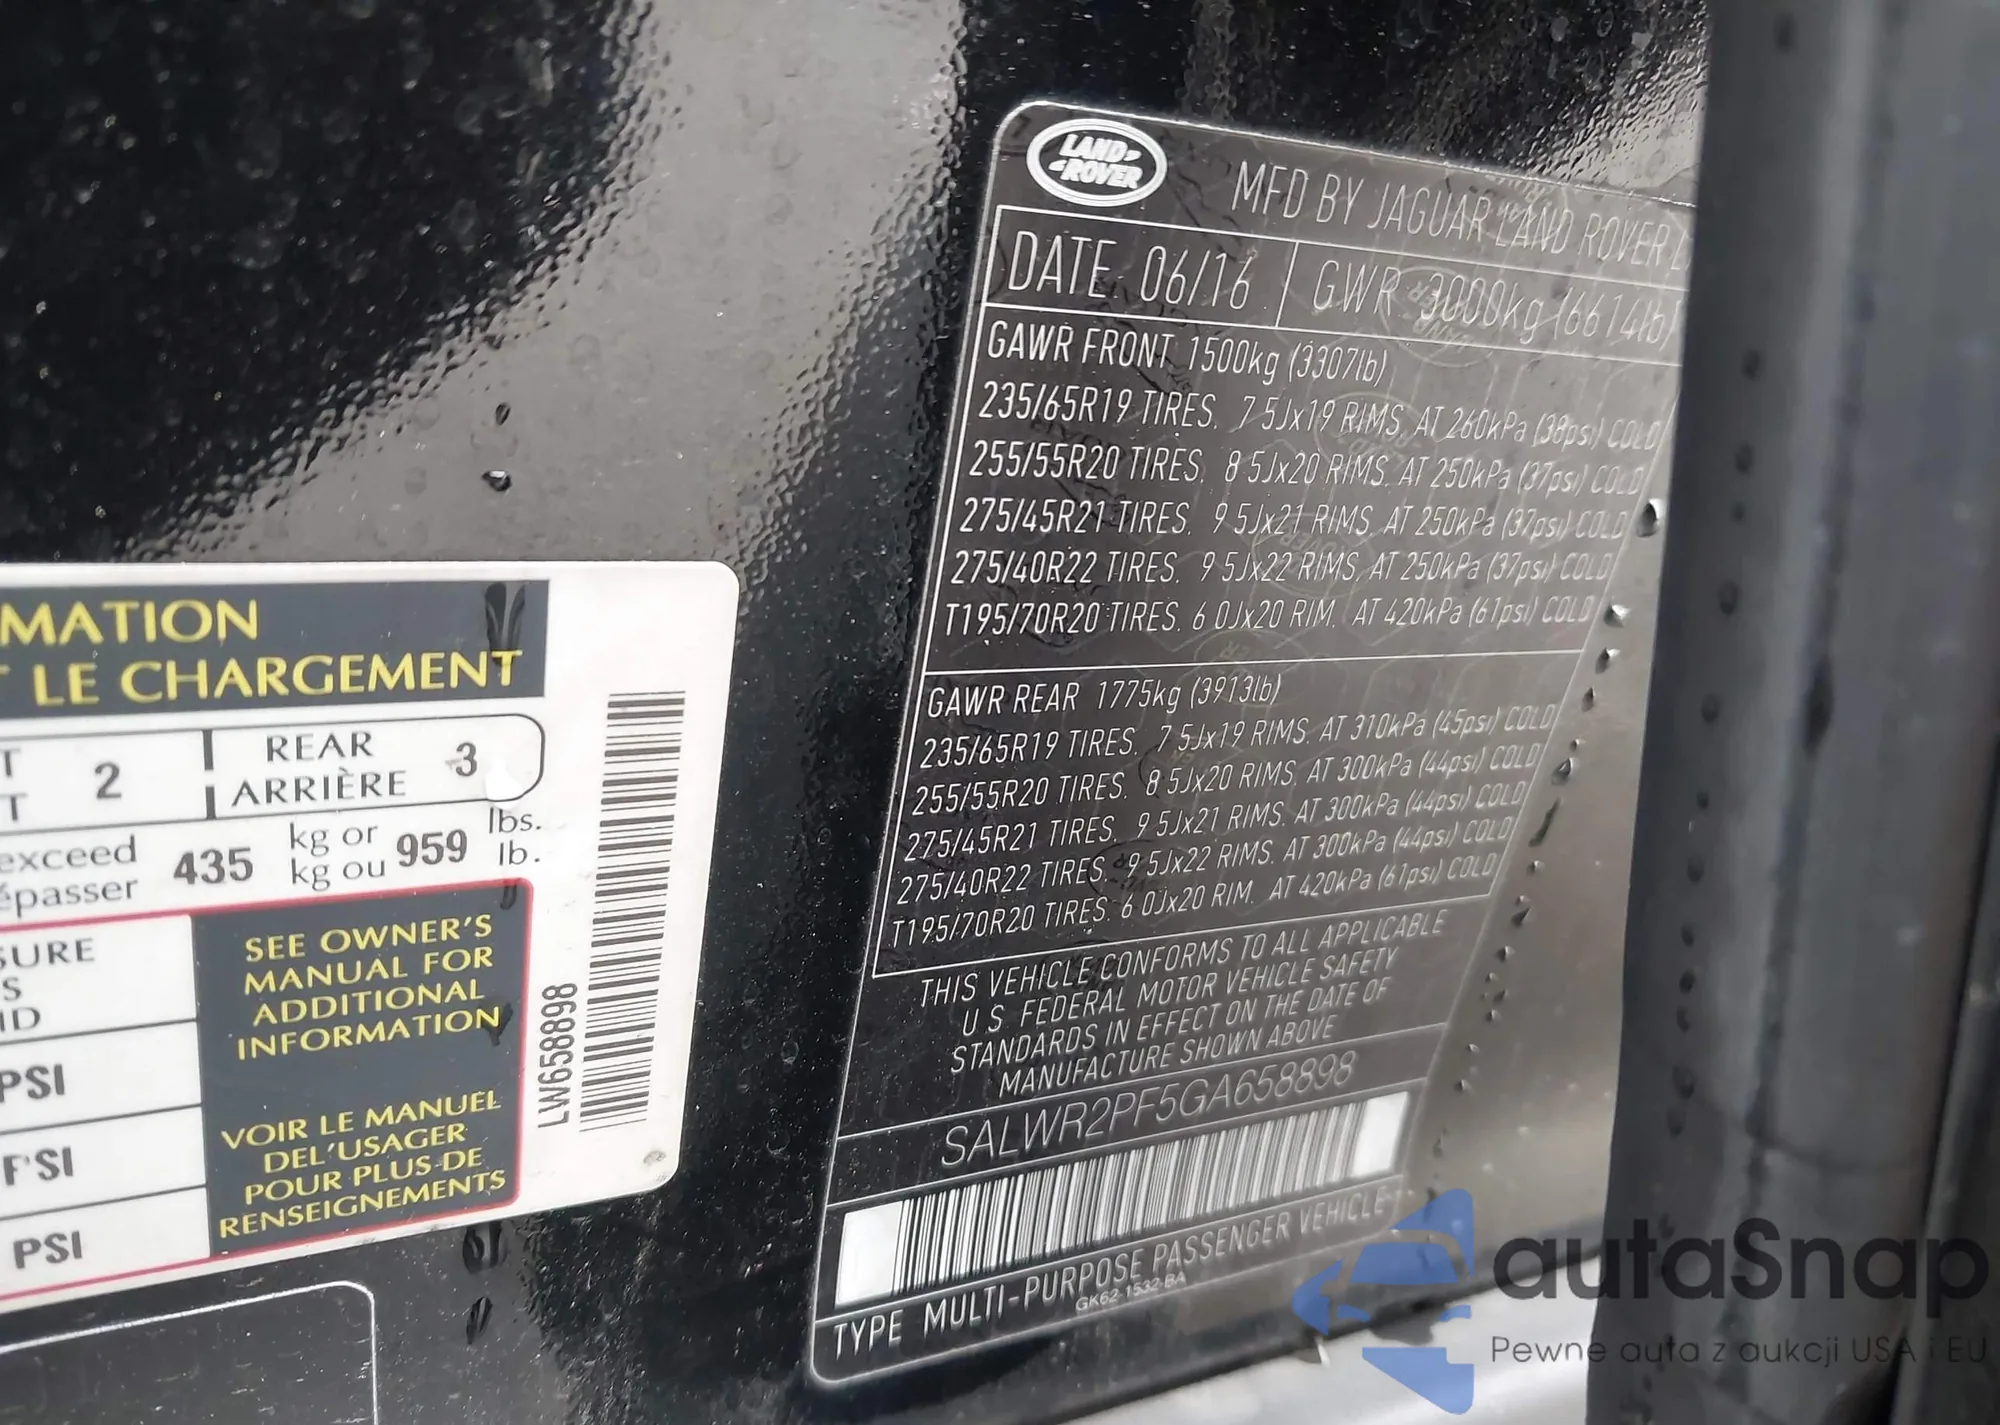 MATION
T LE CHARGEMENT
T
T
2
REAR
ARRIÈRE
3
exceed
épasser
435
kg or
kg ou
959
lbs.
lb.
SURE
S
ID
PSI
PSI
PSI
SEE OWNER'S
MANUAL FOR
ADDITIONAL
INFORMATION
VOIR LE MANUEL
DEL'USAGER
POUR PLUS DE
RENSEIGNEMENTS
LW658898
LAND
ROVER
MFD BY JAGUAR LAND ROVER
DATE. 06/16
GWR 3000kg (6614lb)
GAWR FRONT 1500kg (3307lb)
235/65R19 TIRES. 7 5Jx19 RIMS. AT 260kPa (38psi) COLD
255/55R20 TIRES. 8 5Jx20 RIMS. AT 250kPa (37psi) COLD
275/45R21 TIRES. 9 5Jx21 RIMS. AT 250kPa (37psi) COLD
275/40R22 TIRES. 9 5Jx22 RIMS. AT 250kPa (37psi) COLD
T195/70R20 TIRES. 6 0Jx20 RIM. AT 420kPa (61psi) COLD
GAWR REAR 1775kg (3913lb)
235/65R19 TIRES. 7 5Jx19 RIMS. AT 310kPa (45psi) COLD
255/55R20 TIRES. 8 5Jx20 RIMS. AT 300kPa (44psi) COLD
275/45R21 TIRES. 9 5Jx21 RIMS. AT 300kPa (44psi) COLD
275/40R22 TIRES. 9 5Jx22 RIMS. AT 300kPa (44psi) COLD
T195/70R20 TIRES. 6 0Jx20 RIM. AT 420kPa (61psi) COLD
THIS VEHICLE CONFORMS TO ALL APPLICABLE
U.S FEDERAL MOTOR VEHICLE SAFETY
STANDARDS IN EFFECT ON THE DATE OF
MANUFACTURE SHOWN ABOVE
SALWR2PF5GA658898
TYPE MULTI-PURPOSE PASSENGER VEHICLE
GK62-1532-BA
autaSnap
Pewne auta z aukcji USA i EU